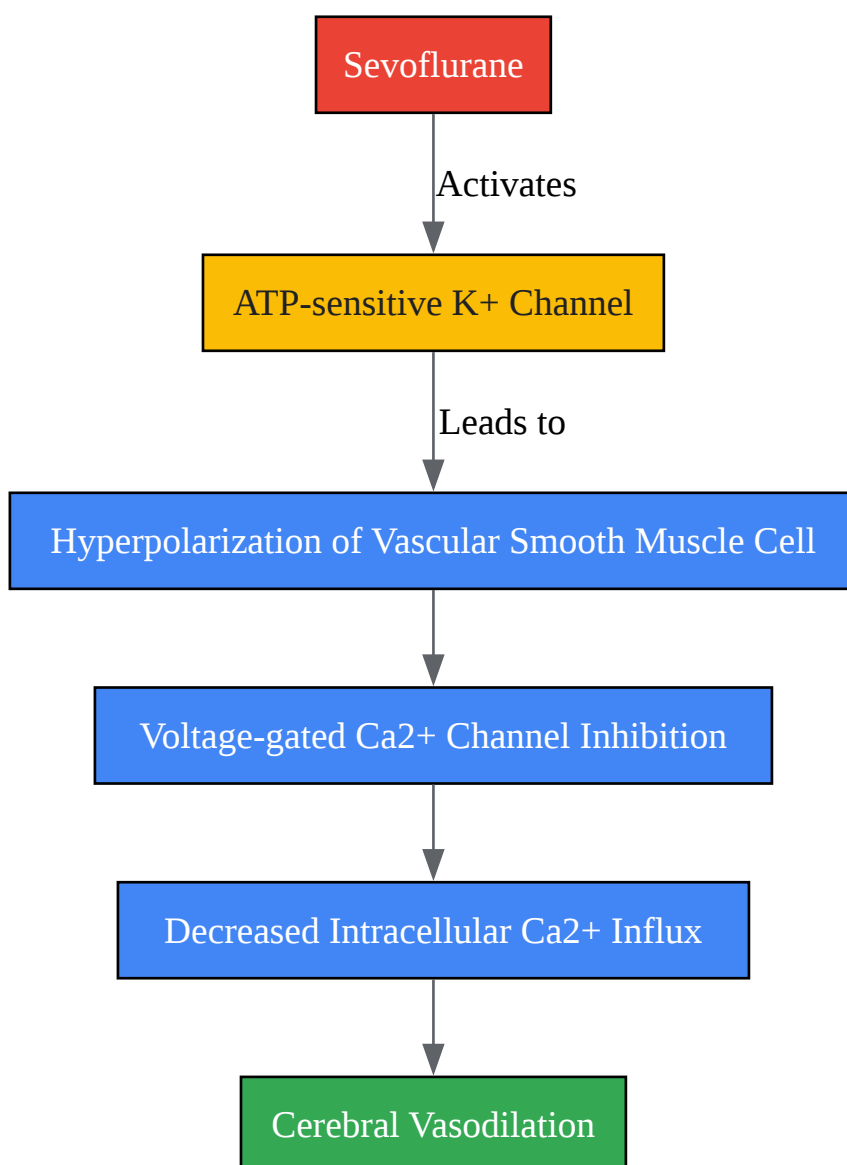 Sevoflurane
Activates
ATP-sensitive K+ Channel
Leads to
Hyperpolarization of Vascular Smooth Muscle Cell
Voltage-gated Ca2+ Channel Inhibition
Decreased Intracellular Ca2+ Influx
Cerebral Vasodilation